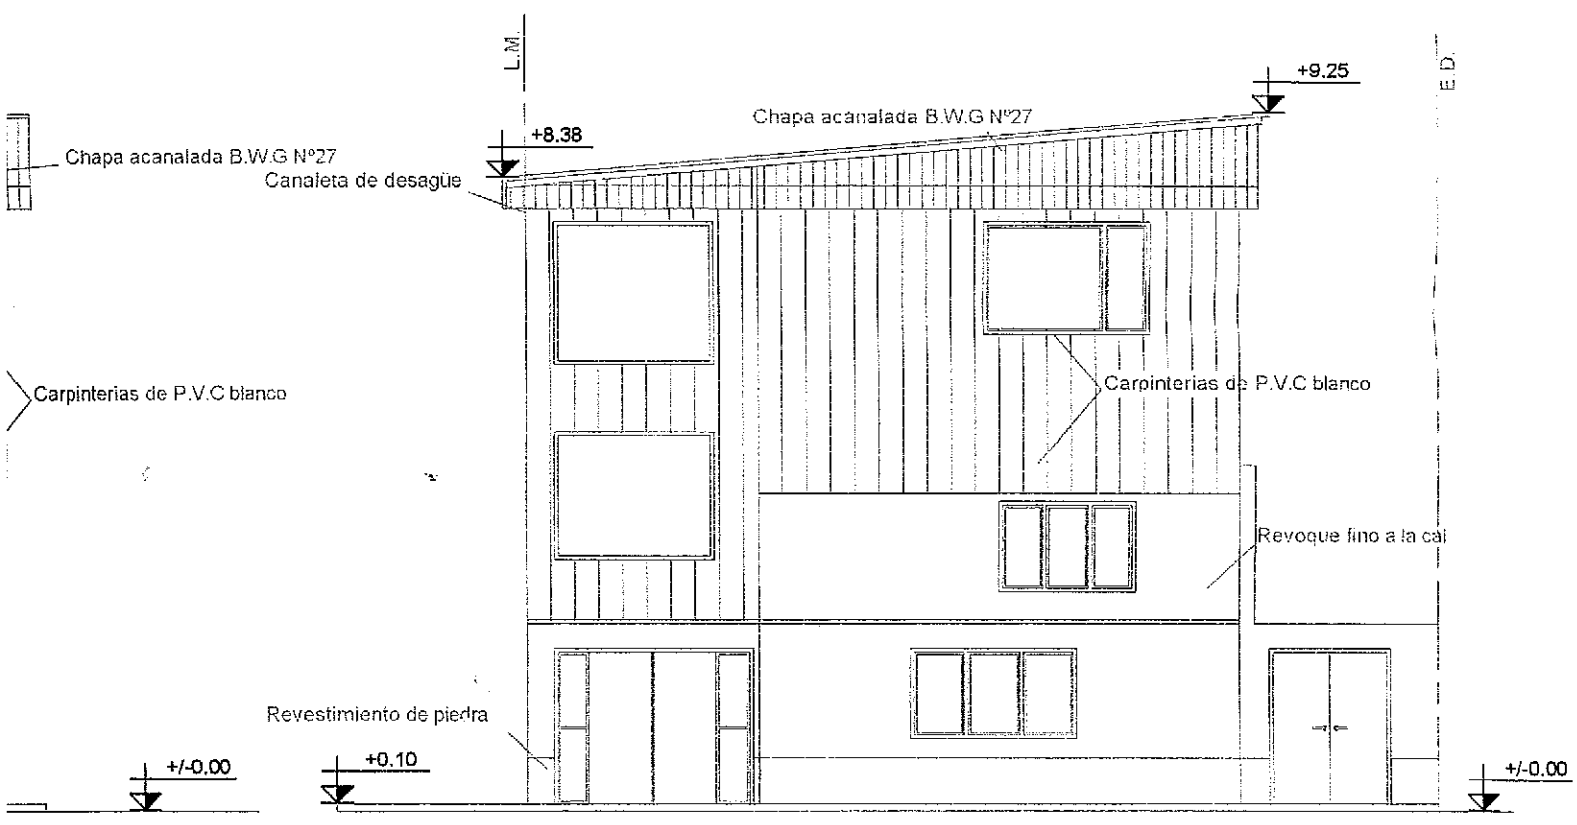 L.M.
E.D.
+9.25
Chapa acanalada B.W.G Nº27
+8.38
Chapa acanalada B.W.G Nº27
Canaleta de desagüe
Carpinterias de P.V.C blanco
Carpinterias de P.V.C blanco
Revoque fino a la cal
Revestimiento de piedra
+/-0.00
+0.10
+/-0.00